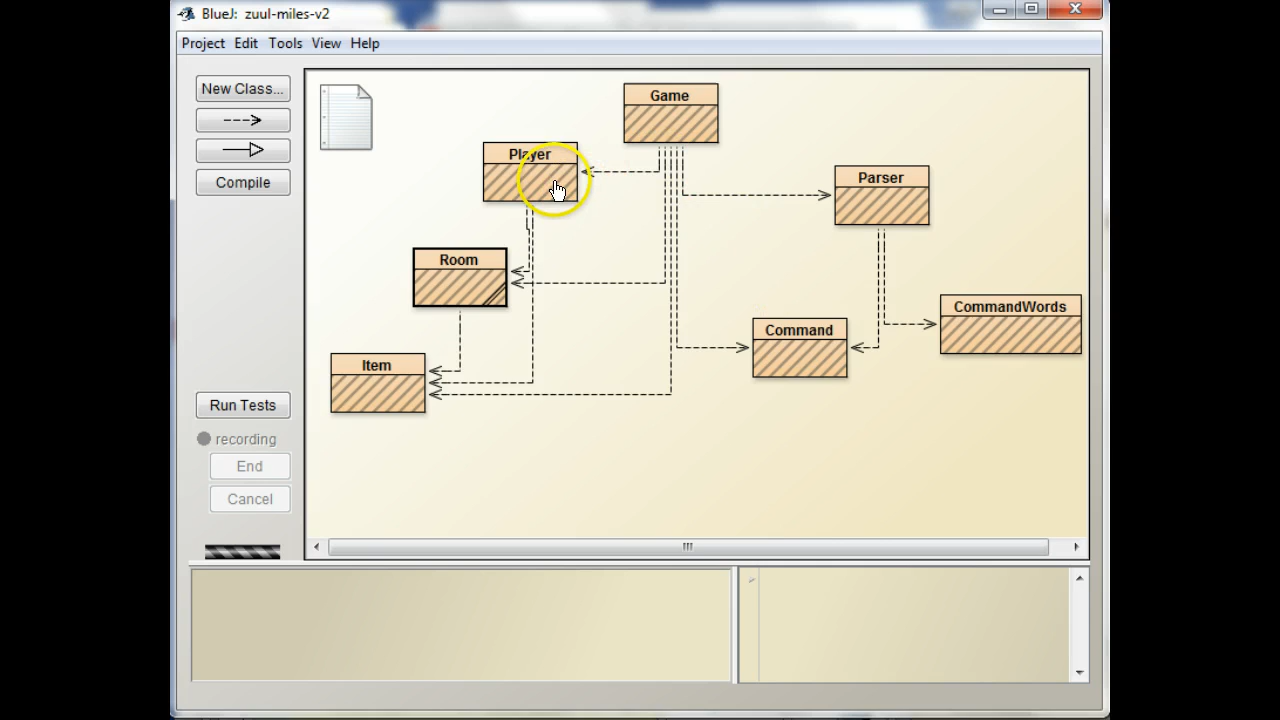 BlueJ: zuul-miles-v2
Project Edit Tools View Help
New Class...
Compile
Run Tests
recording
End
Cancel
Game
Player
Parser
Room
CommandWords
Command
Item